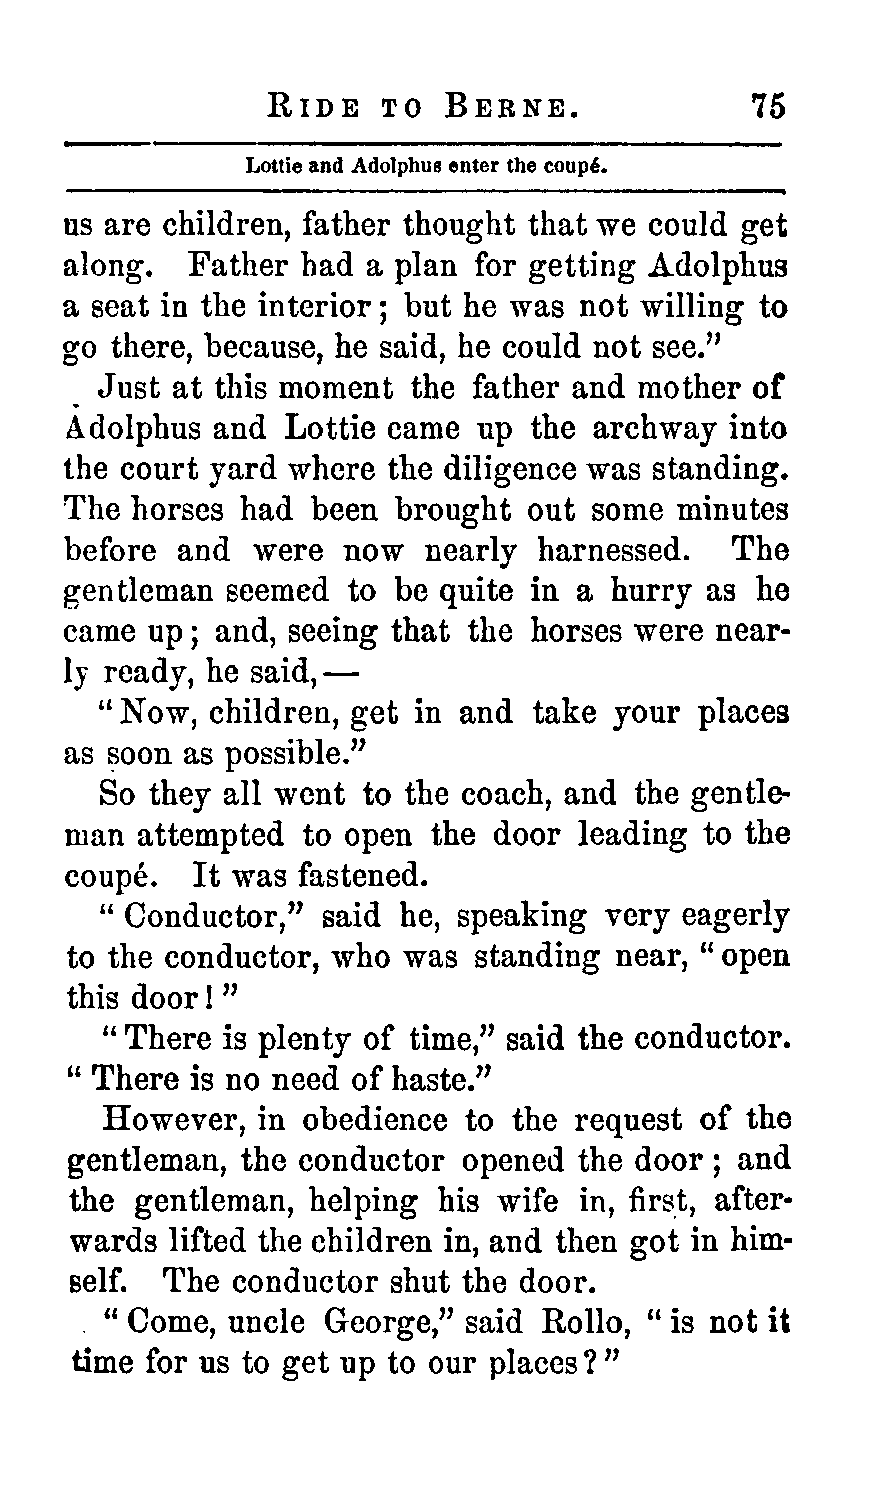 RIDE TO BERNE. 75
Lottie and Adolphus enter the coupé.
us are children, father thought that we could get
along. Father had a plan for getting Adolphus
a seat in the interior; but he was not willing to
go there, because, he said, he could not see.”
Just at this moment the father and mother of
Adolphus and Lottie came up the archway into
the court yard where the diligence was standing.
The horses had been brought out some minutes
before and were now nearly harnessed. The
gentleman seemed to be quite in a hurry as he
came up; and, seeing that the horses were near-
ly ready, he said,—
“Now, children, get in and take your places
as soon as possible.”
So they all went to the coach, and the gentle-
man attempted to open the door leading to the
coupé. It was fastened.
“Conductor,” said he, speaking very eagerly
to the conductor, who was standing near, “open
this door!”
“There is plenty of time,” said the conductor.
“There is no need of haste.”
However, in obedience to the request of the
gentleman, the conductor opened the door; and
the gentleman, helping his wife in, first, after-
wards lifted the children in, and then got in him-
self. The conductor shut the door.
“Come, uncle George,” said Rollo, “is not it
time for us to get up to our places?”